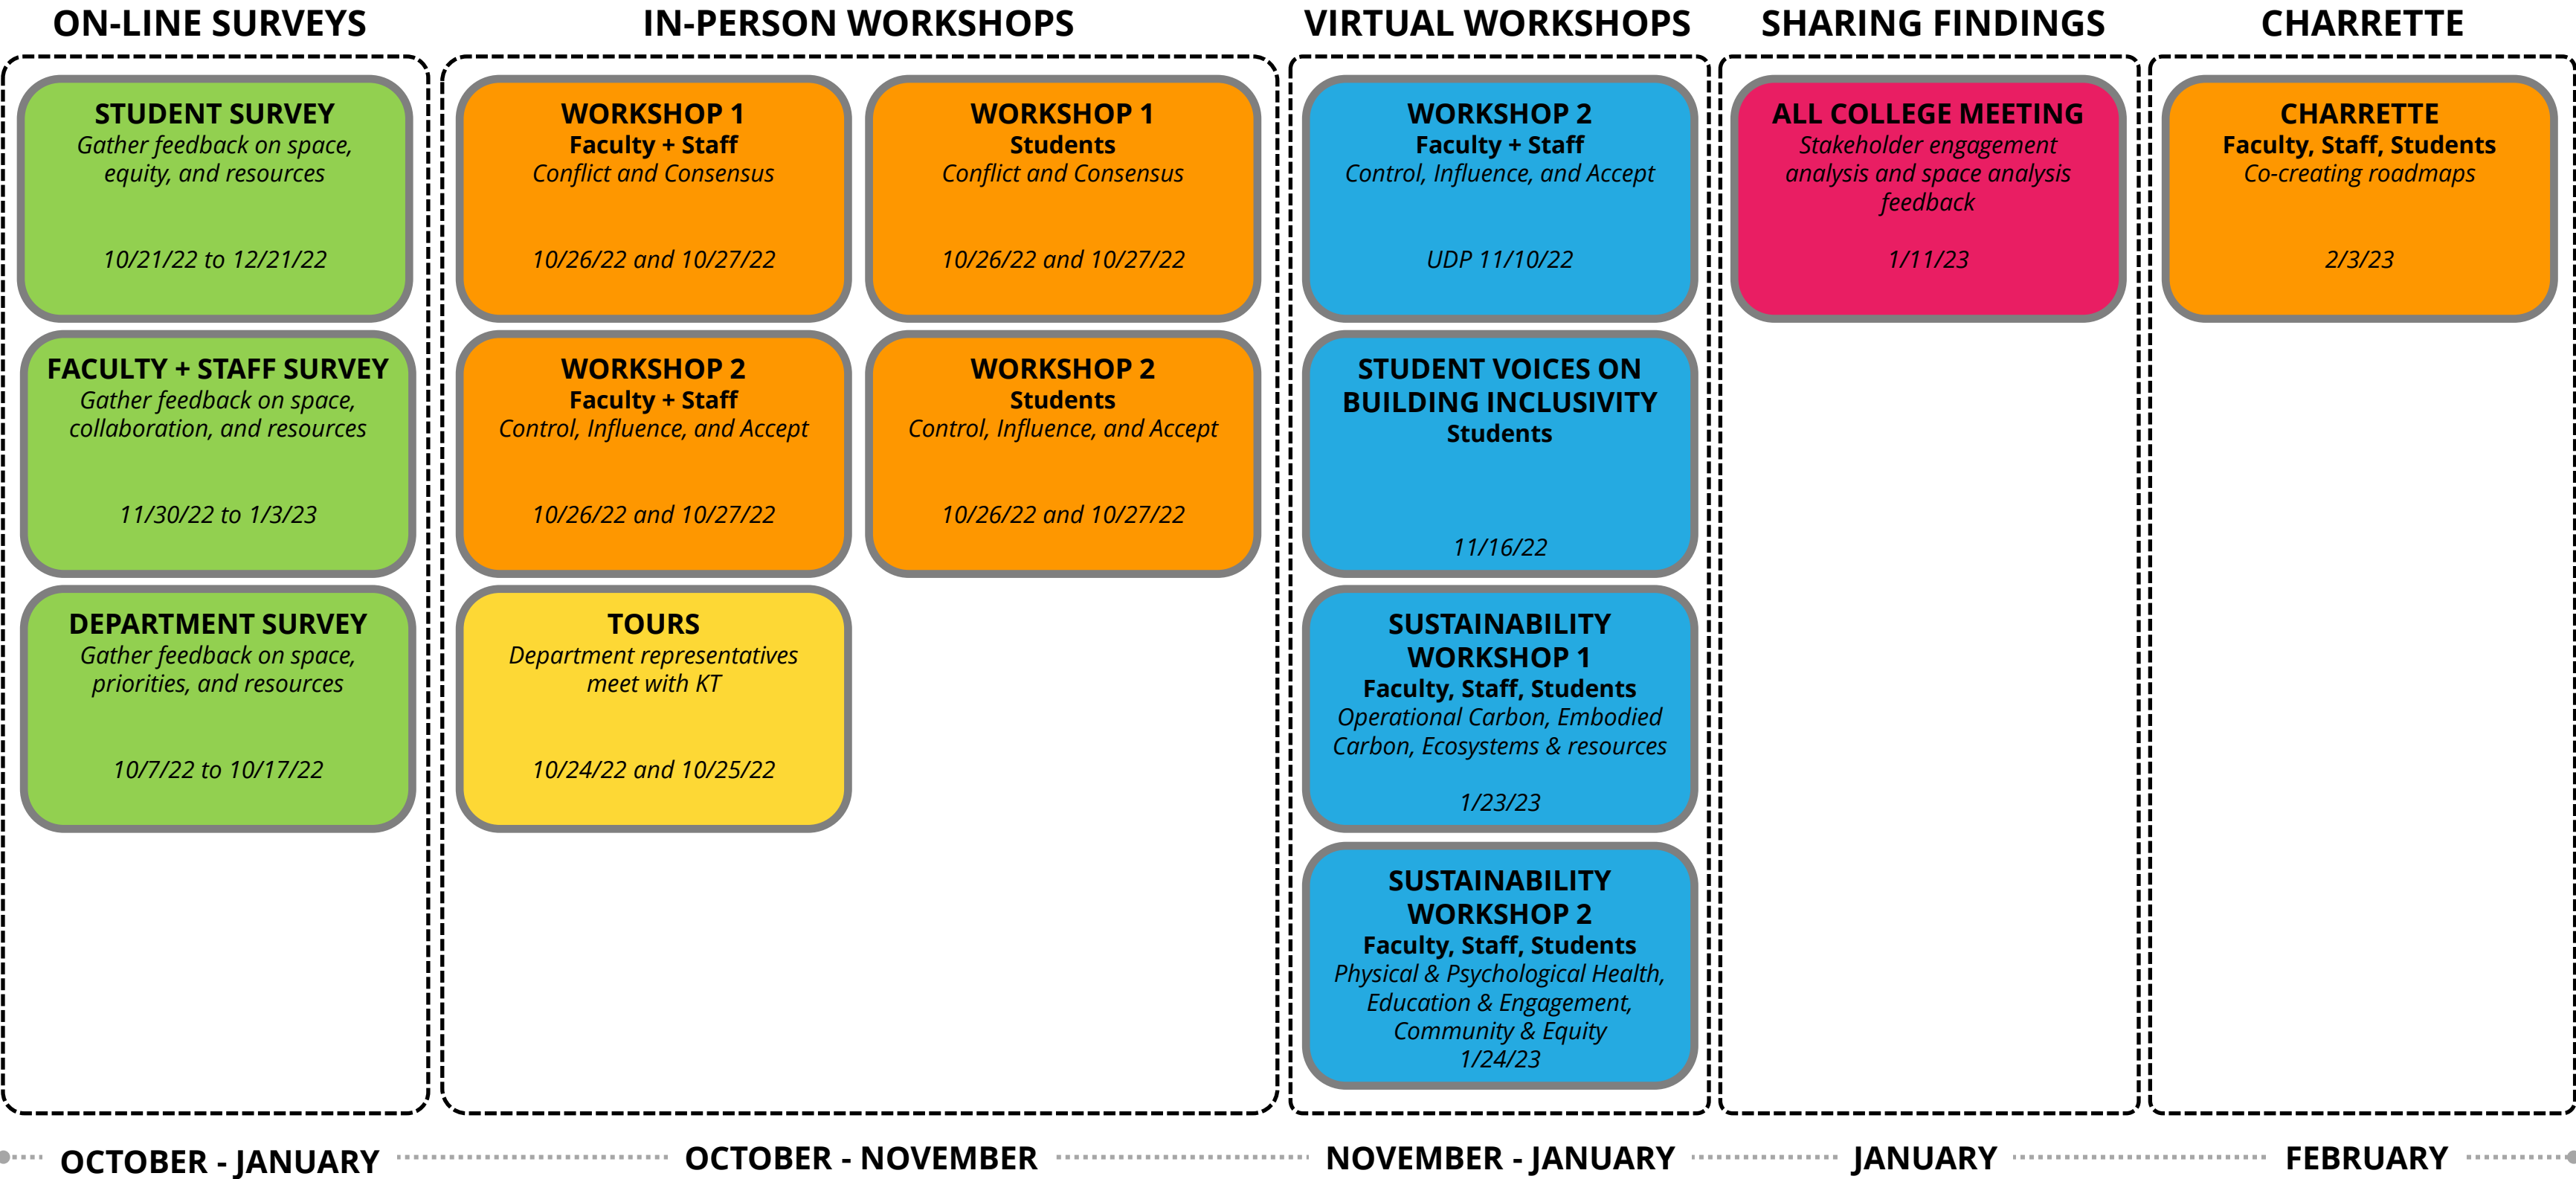 ON-LINE SURVEYS
STUDENT SURVEY
Gather feedback on space,
equity, and resources
10/21/22 to 12/21/22
FACULTY + STAFF SURVEY
Gather feedback on space,
collaboration, and resources
11/30/22 to 1/3/23
DEPARTMENT SURVEY
Gather feedback on space,
priorities, and resources
10/7/22 to 10/17/22
OCTOBER - JANUARY
IN-PERSON WORKSHOPS
WORKSHOP 1
Faculty + Staff
Conflict and Consensus
10/26/22 and 10/27/22
WORKSHOP 1
Students
Conflict and Consensus
10/26/22 and 10/27/22
WORKSHOP 2
Faculty + Staff
Control, Influence, and Accept
10/26/22 and 10/27/22
WORKSHOP 2
Students
Control, Influence, and Accept
10/26/22 and 10/27/22
TOURS
Department representatives
meet with KT
10/24/22 and 10/25/22
OCTOBER - NOVEMBER
VIRTUAL WORKSHOPS
WORKSHOP 2
Faculty + Staff
Control, Influence, and Accept
UDP 11/10/22
STUDENT VOICES ON
BUILDING INCLUSIVITY
Students
11/16/22
SUSTAINABILITY
WORKSHOP 1
Faculty, Staff, Students
Operational Carbon, Embodied
Carbon, Ecosystems & resources
1/23/23
SUSTAINABILITY
WORKSHOP 2
Faculty, Staff, Students
Physical & Psychological Health,
Education & Engagement,
Community & Equity
1/24/23
NOVEMBER - JANUARY
SHARING FINDINGS
ALL COLLEGE MEETING
Stakeholder engagement
analysis and space analysis
feedback
1/11/23
JANUARY
CHARRETTE
CHARRETTE
Faculty, Staff, Students
Co-creating roadmaps
2/3/23
FEBRUARY